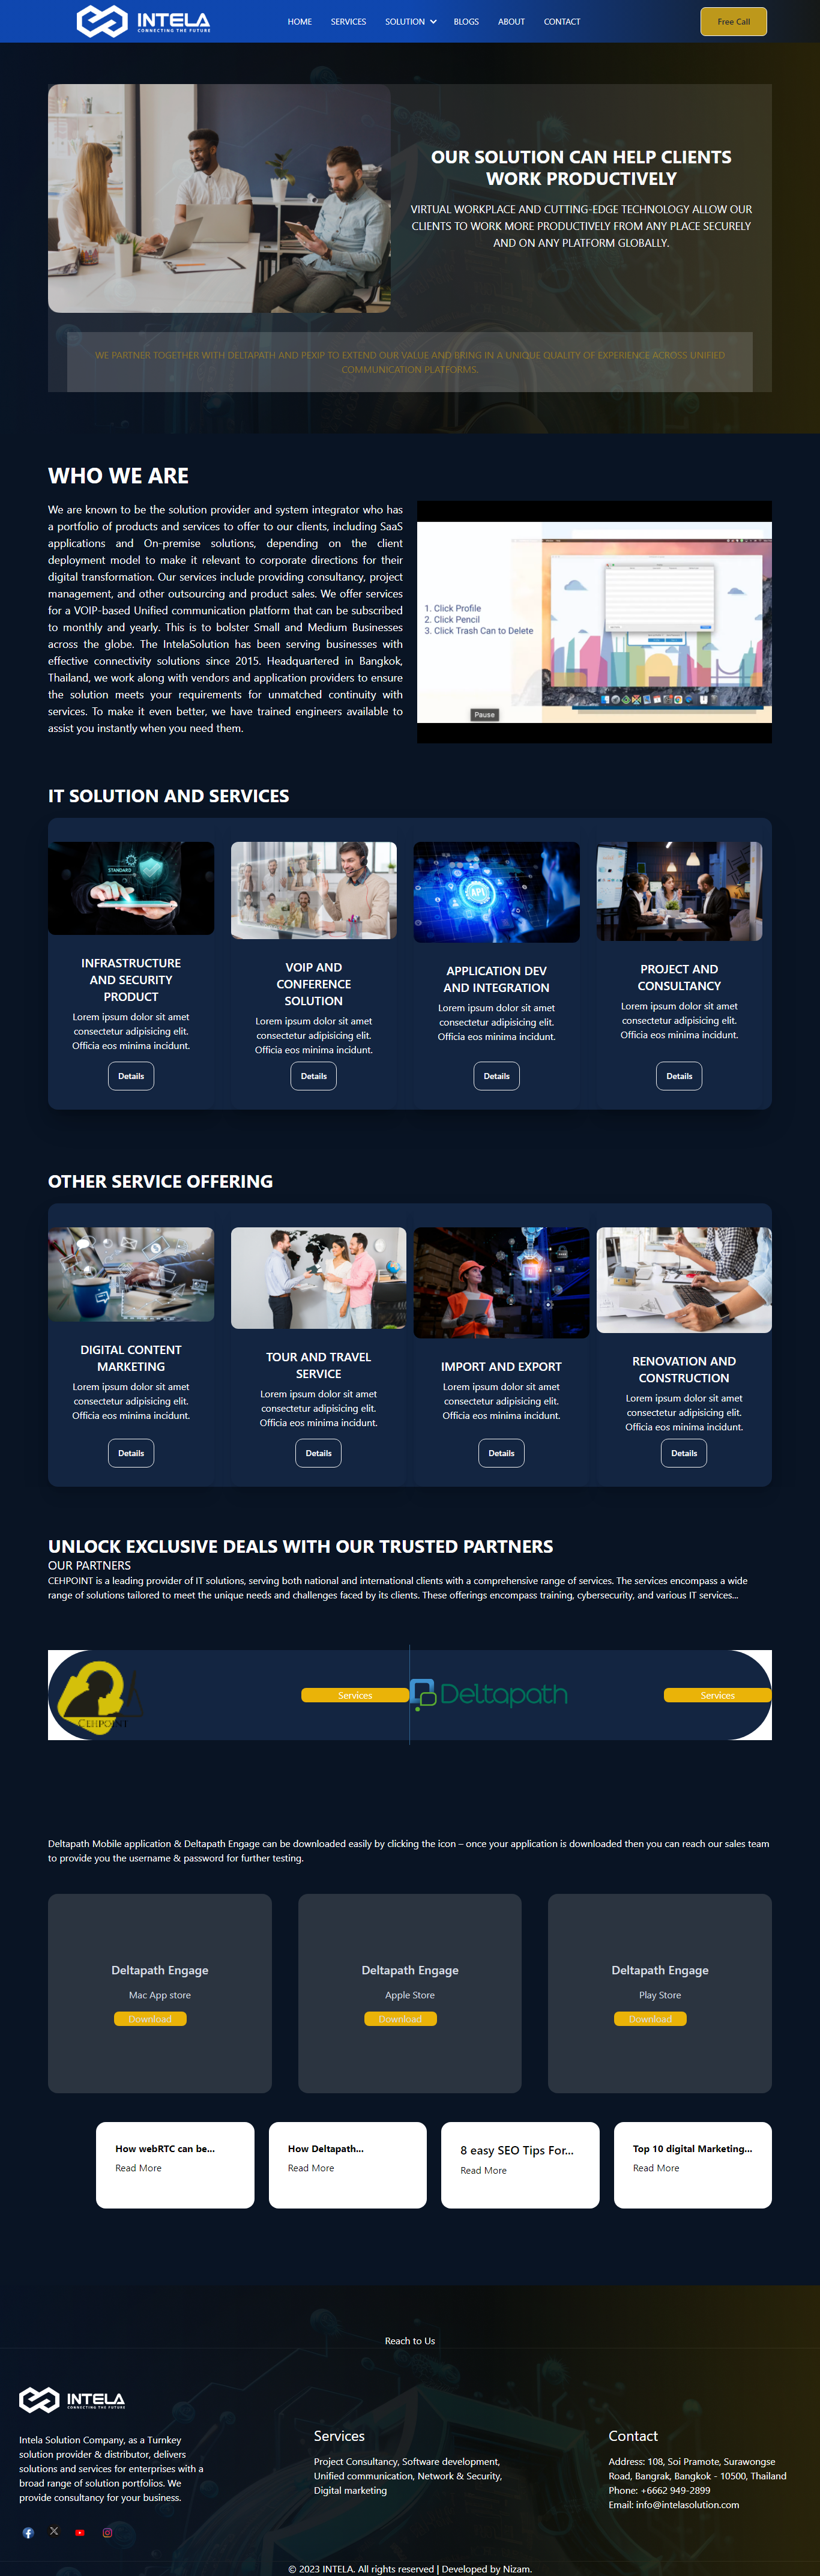 INTELA
CONNECTING THE FUTURE
HOME
SERVICES
SOLUTION
BLOGS
ABOUT
CONTACT
Free Call
OUR SOLUTION CAN HELP CLIENTS
WORK PRODUCTIVELY
VIRTUAL WORKPLACE AND CUTTING-EDGE TECHNOLOGY ALLOW OUR
CLIENTS TO WORK MORE PRODUCTIVELY FROM ANY PLACE SECURELY
AND ON ANY PLATFORM GLOBALLY.
WE PARTNER TOGETHER WITH DELTAPATH AND PEXIP TO EXTEND OUR VALUE AND BRING IN A UNIQUE QUALITY OF EXPERIENCE ACROSS UNIFIED
COMMUNICATION PLATFORMS.
WHO WE ARE
We are known to be the solution provider and system integrator who has
a portfolio of products and services to offer to our clients, including SaaS
applications and On-premise solutions, depending on the client
deployment model to make it relevant to corporate directions for their
digital transformation. Our services include providing consultancy, project
management, and other outsourcing and product sales. We offer services
for a VOIP-based Unified communication platform that can be subscribed
to monthly and yearly. This is to bolster Small and Medium Businesses
across the globe. The IntelaSolution has been serving businesses with
effective connectivity solutions since 2015. Headquartered in Bangkok,
Thailand, we work along with vendors and application providers to ensure
the solution meets your requirements for unmatched continuity with
services. To make it even better, we have trained engineers available to
assist you instantly when you need them.
1. Click Profile
2. Click Pencil
3. Click Trash Can to Delete
Pause
IT SOLUTION AND SERVICES
STANDARD
API
INFRASTRUCTURE
AND SECURITY
PRODUCT
Lorem ipsum dolor sit amet
consectetur adipisicing elit.
Officia eos minima incidunt.
Details
VOIP AND
CONFERENCE
SOLUTION
Lorem ipsum dolor sit amet
consectetur adipisicing elit.
Officia eos minima incidunt.
Details
APPLICATION DEV
AND INTEGRATION
Lorem ipsum dolor sit amet
consectetur adipisicing elit.
Officia eos minima incidunt.
Details
PROJECT AND
CONSULTANCY
Lorem ipsum dolor sit amet
consectetur adipisicing elit.
Officia eos minima incidunt.
Details
OTHER SERVICE OFFERING
DIGITAL CONTENT
MARKETING
Lorem ipsum dolor sit amet
consectetur adipisicing elit.
Officia eos minima incidunt.
Details
TOUR AND TRAVEL
SERVICE
Lorem ipsum dolor sit amet
consectetur adipisicing elit.
Officia eos minima incidunt.
Details
IMPORT AND EXPORT
Lorem ipsum dolor sit amet
consectetur adipisicing elit.
Officia eos minima incidunt.
Details
RENOVATION AND
CONSTRUCTION
Lorem ipsum dolor sit amet
consectetur adipisicing elit.
Officia eos minima incidunt.
Details
UNLOCK EXCLUSIVE DEALS WITH OUR TRUSTED PARTNERS
OUR PARTNERS
CEHPOINT is a leading provider of IT solutions, serving both national and international clients with a comprehensive range of services. The services encompass a wide
range of solutions tailored to meet the unique needs and challenges faced by its clients. These offerings encompass training, cybersecurity, and various IT services...
CEHPOINT
Services
Deltapath
Services
Deltapath Mobile application & Deltapath Engage can be downloaded easily by clicking the icon – once your application is downloaded then you can reach our sales team
to provide you the username & password for further testing.
Deltapath Engage
Mac App store
Download
Deltapath Engage
Apple Store
Download
Deltapath Engage
Play Store
Download
How webRTC can be...
Read More
How Deltapath...
Read More
8 easy SEO Tips For...
Read More
Top 10 digital Marketing...
Read More
Reach to Us
INTELA
CONNECTING THE FUTURE
Intela Solution Company, as a Turnkey
solution provider & distributor, delivers
solutions and services for enterprises with a
broad range of solution portfolios. We
provide consultancy for your business.
Services
Project Consultancy, Software development,
Unified communication, Network & Security,
Digital marketing
Contact
Address: 108, Soi Pramote, Surawongse
Road, Bangrak, Bangkok - 10500, Thailand
Phone: +6662 949-2899
Email: info@intelasolution.com
© 2023 INTELA. All rights reserved | Developed by Nizam.